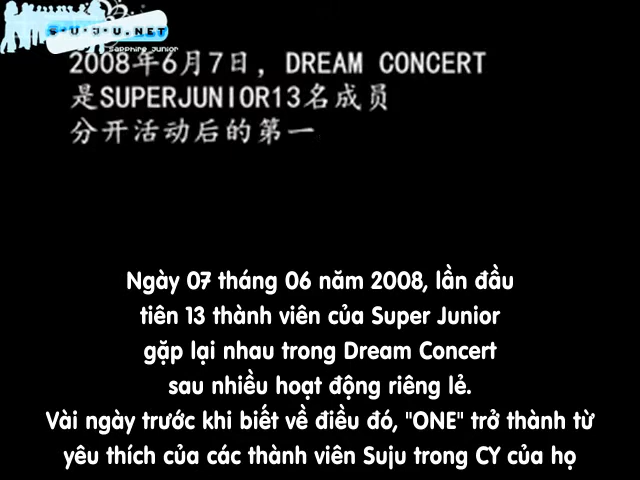 S·U·J·U.NET
SAPPHIRE JUNIOR
2008年6月7日，DREAM CONCERT
是SUPERJUNIOR13名成员
分开活动后的第一
Ngày 07 tháng 06 năm 2008, lần đầu
tiên 13 thành viên của Super Junior
gặp lại nhau trong Dream Concert
sau nhiều hoạt động riêng lẻ.
Vài ngày trước khi biết về điều đó, "ONE" trở thành từ
yêu thích của các thành viên Suju trong CY của họ